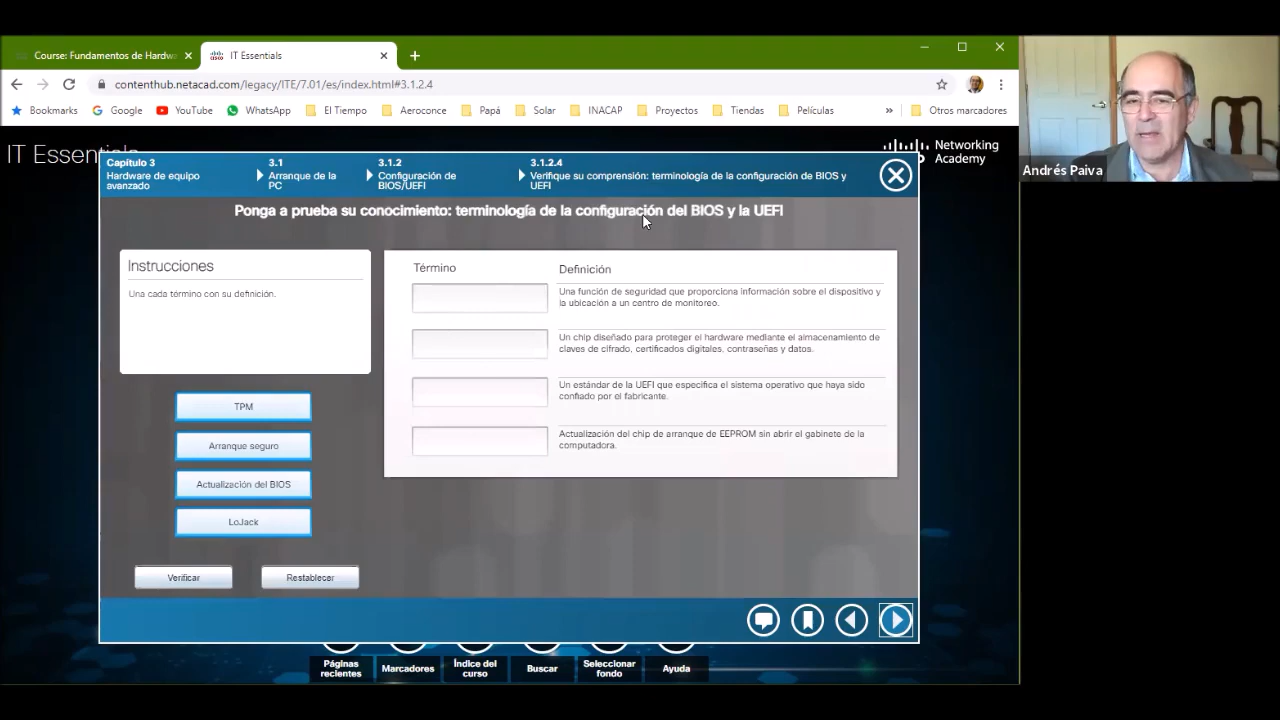 Course: Fundamentos de Hardw
IT Essentials
contenthub.netacad.com/legacy/ITE/7.01/es/index.html#3.1.2.4
Bookmarks
Google
YouTube
WhatsApp
El Tiempo
Aeroconce
Papá
Solar
INACAP
Proyectos
Tiendas
Películas
»
Otros marcadores
IT Essentials
cisco
Networking
Academy
Andrés Paiva
Capítulo 3
Hardware de equipo
avanzado
3.1
Arranque de la
PC
3.1.2
Configuración de
BIOS/UEFI
3.1.2.4
Verifique su comprensión: terminología de la configuración de BIOS y
UEFI
Ponga a prueba su conocimiento: terminología de la configuración del BIOS y la UEFI
Instrucciones
Una cada término con su definición.
TPM
Arranque seguro
Actualización del BIOS
LoJack
Verificar
Restablecer
Término
Definición
Una función de seguridad que proporciona información sobre el dispositivo y
la ubicación a un centro de monitoreo.
Un chip diseñado para proteger el hardware mediante el almacenamiento de
claves de cifrado, certificados digitales, contraseñas y datos.
Un estándar de la UEFI que especifica el sistema operativo que haya sido
confiado por el fabricante.
Actualización del chip de arranque de EEPROM sin abrir el gabinete de la
computadora.
Páginas
recientes
Marcadores
Índice del
curso
Buscar
Seleccionar
fondo
Ayuda